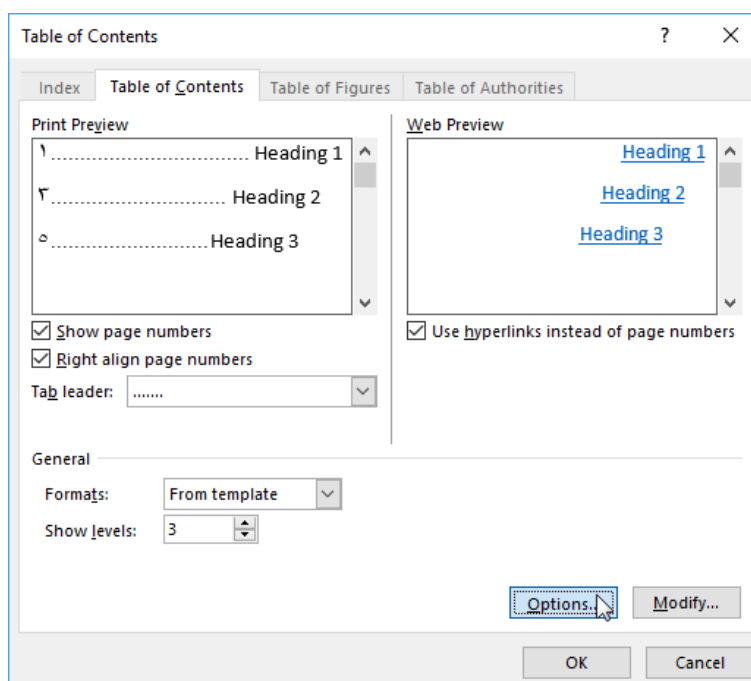 Table of Contents
?
Index
Table of Contents
Table of Figures
Table of Authorities
Print Preview
١................................. Heading 1
٣............................. Heading 2
٥..........................Heading 3
Show page numbers
Right align page numbers
Tab leader: .......
Web Preview
Heading 1
Heading 2
Heading 3
Use hyperlinks instead of page numbers
General
Formats: From template
Show levels: 3
Options...
Modify...
OK
Cancel